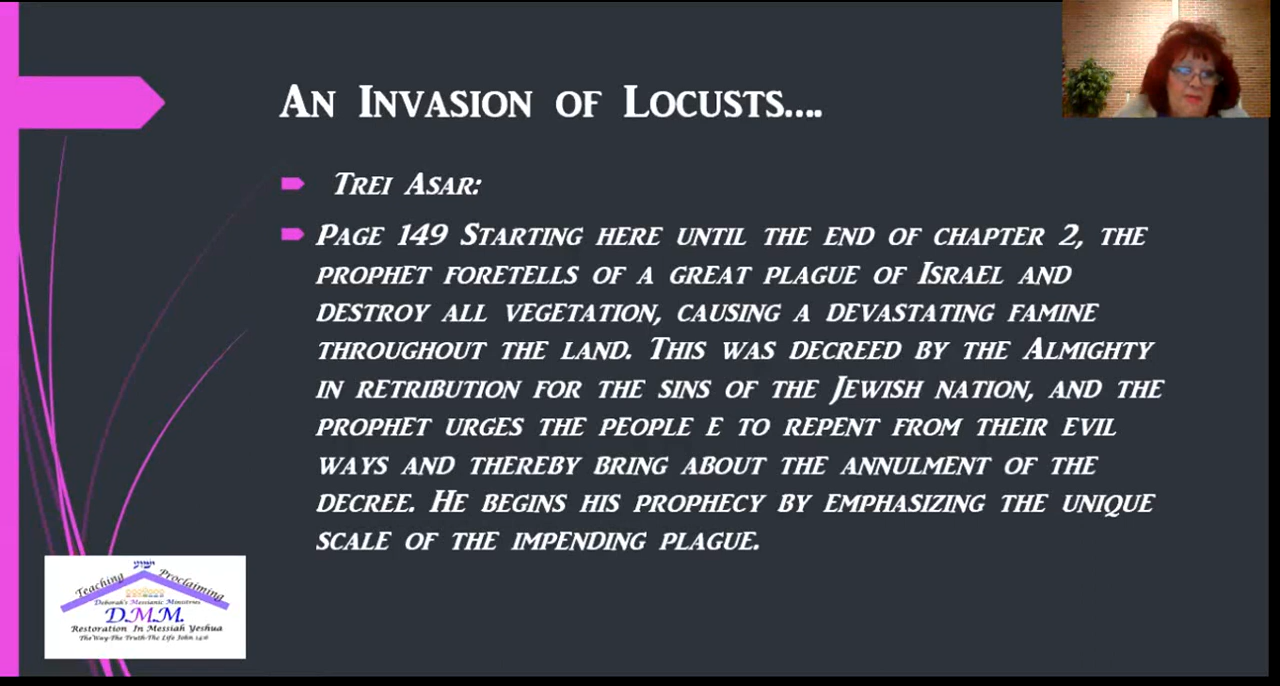 An Invasion of Locusts....
Trei Asar:
Page 149 Starting here until the end of chapter 2, the
prophet foretells of a great plague of Israel and
destroy all vegetation, causing a devastating famine
throughout the land. This was decreed by the Almighty
in retribution for the sins of the Jewish nation, and the
prophet urges the people e to repent from their evil
ways and thereby bring about the annulment of the
decree. He begins his prophecy by emphasizing the unique
scale of the impending plague.
ישוע
Teaching Proclaiming
Deborah's Messianic Ministries
D.M.M.
Restoration In Messiah Yeshua
The Way-The Truth-The Life John 14:6